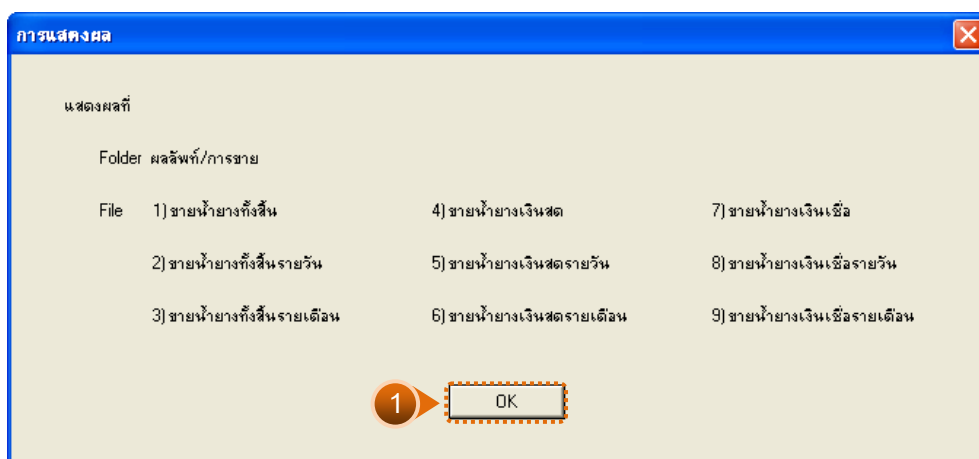 การแสดงผล
แสดงผลที่
Folder ผลลัพท์/การขาย
File 1) ขายน้ำยางทั้งสิ้น 4) ขายน้ำยางเงินสด 7) ขายน้ำยางเงินเชื่อ
2) ขายน้ำยางทั้งสิ้นรายวัน 5) ขายน้ำยางเงินสดรายวัน 8) ขายน้ำยางเงินเชื่อรายวัน
3) ขายน้ำยางทั้งสิ้นรายเดือน 6) ขายน้ำยางเงินสดรายเดือน 9) ขายน้ำยางเงินเชื่อรายเดือน
1 OK